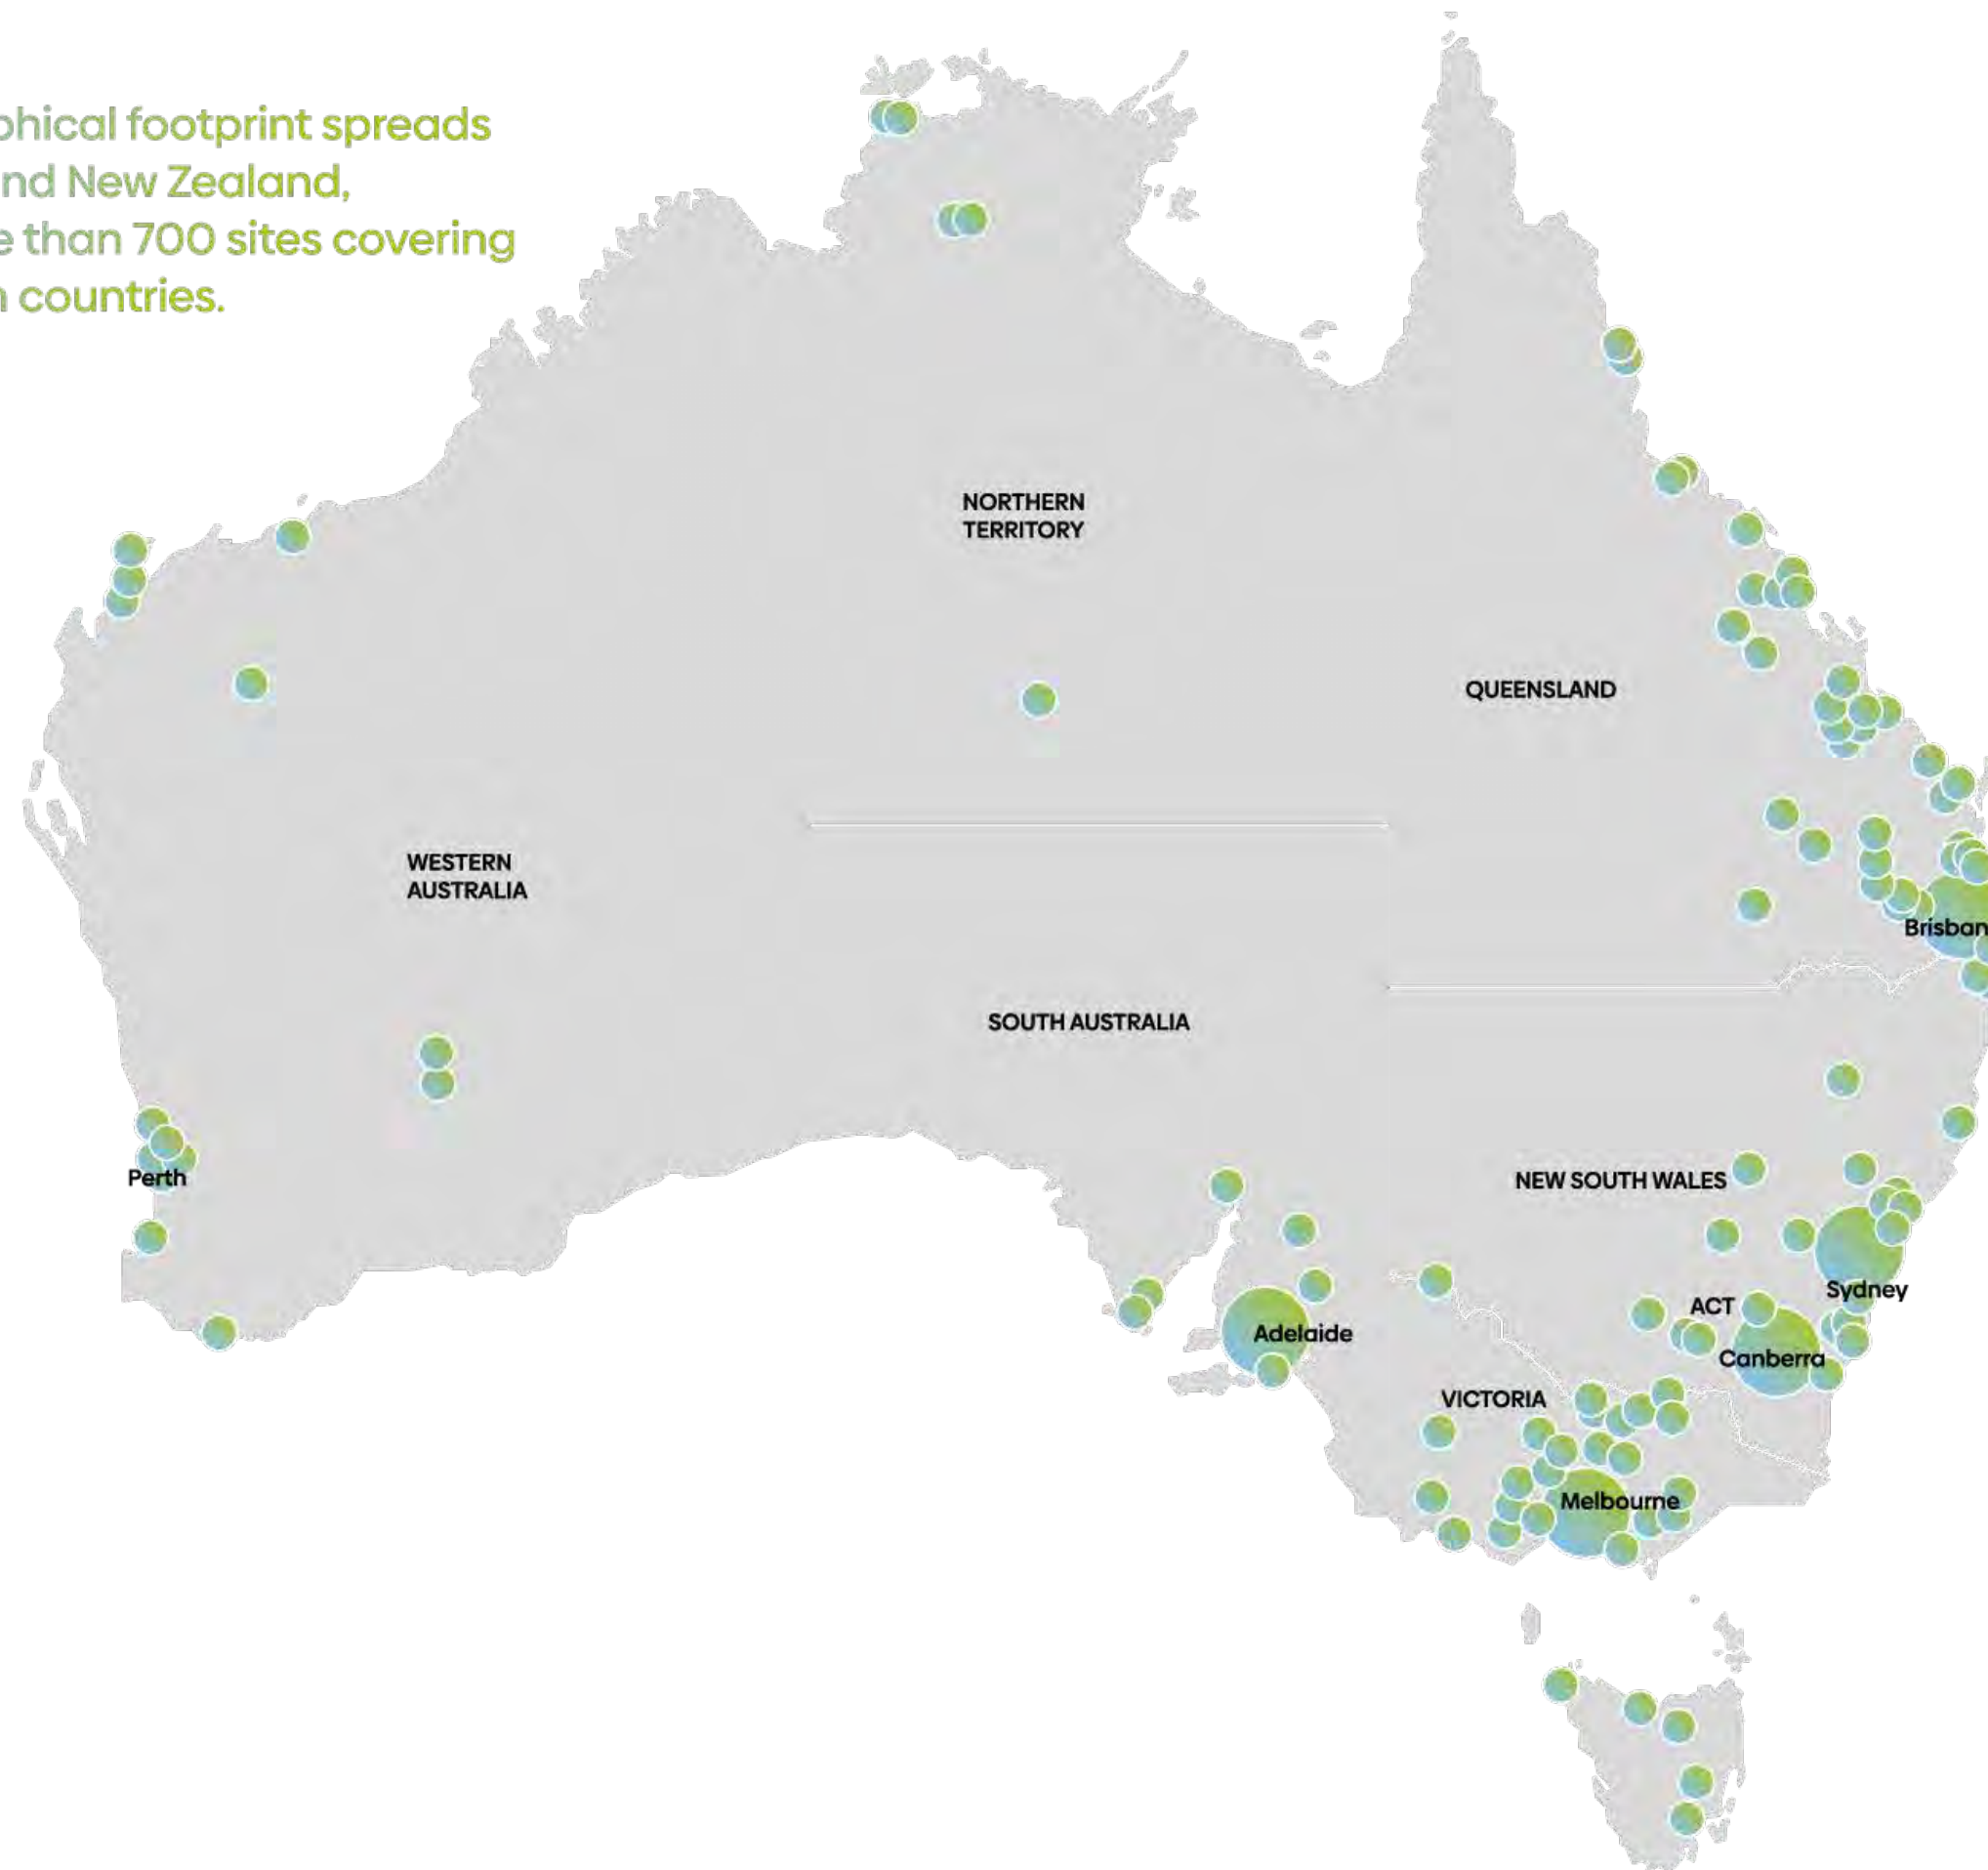 phical footprint spreads
nd New Zealand,
e than 700 sites covering
n countries.
NORTHERN
TERRITORY
QUEENSLAND
WESTERN
AUSTRALIA
Brisban
SOUTH AUSTRALIA
Perth
NEW SOUTH WALES
Sydney
ACT
Adelaide
Canberra
VICTORIA
Melbourne